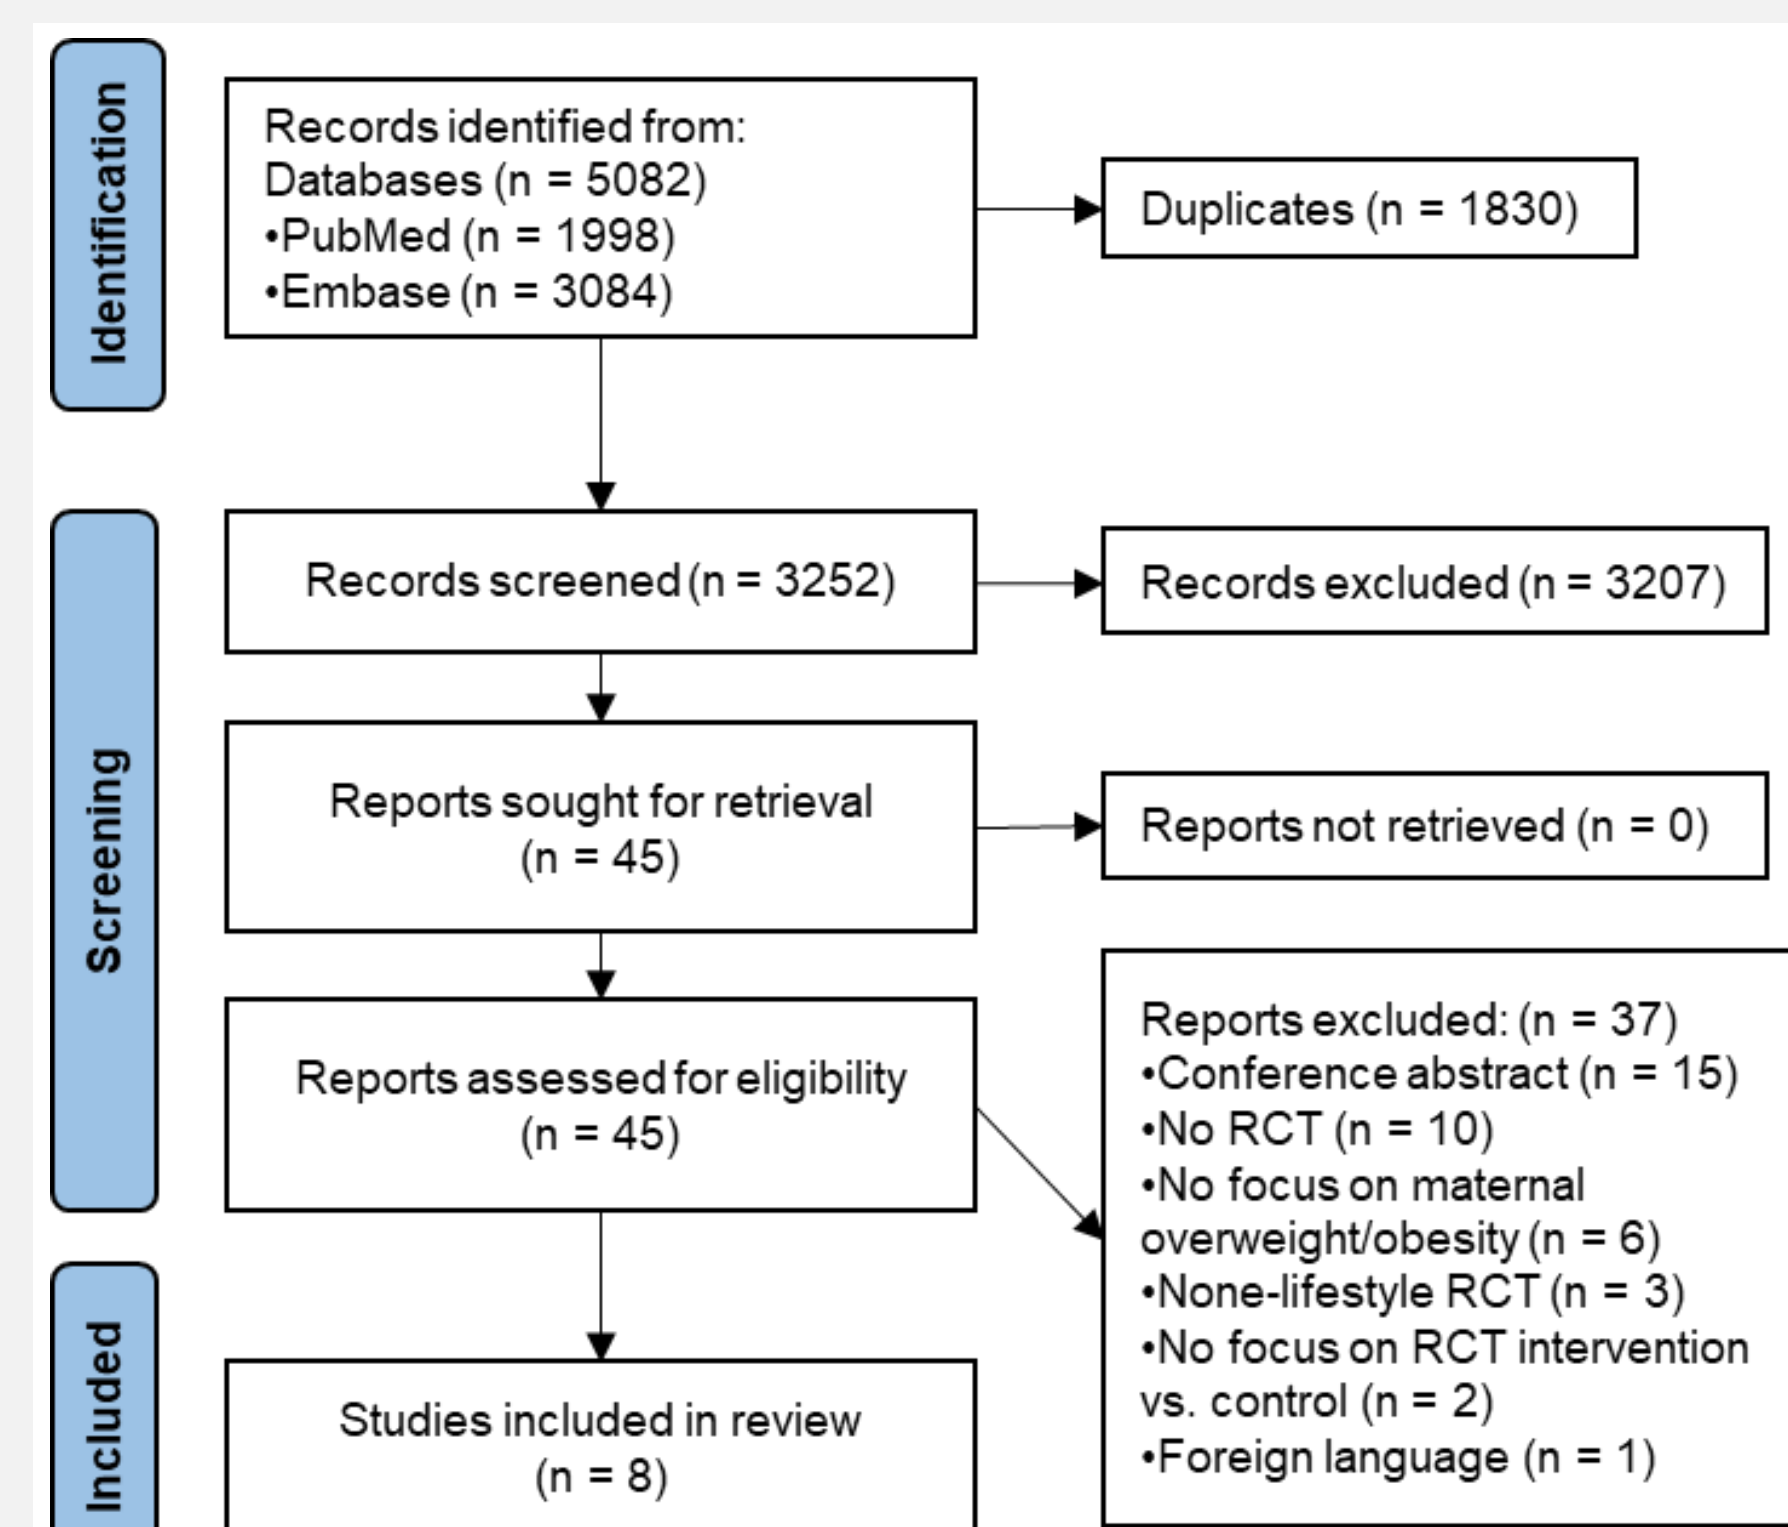 Identification
Records identified from:
Databases (n = 5082)
•PubMed (n = 1998)
•Embase (n = 3084)
Duplicates (n = 1830)
Screening
Records screened (n = 3252)
Records excluded (n = 3207)
Reports sought for retrieval
(n = 45)
Reports not retrieved (n = 0)
Reports assessed for eligibility
(n = 45)
Reports excluded: (n = 37)
•Conference abstract (n = 15)
•No RCT (n = 10)
•No focus on maternal
overweight/obesity (n = 6)
•None-lifestyle RCT (n = 3)
•No focus on RCT intervention
vs. control (n = 2)
•Foreign language (n = 1)
Included
Studies included in review
(n = 8)